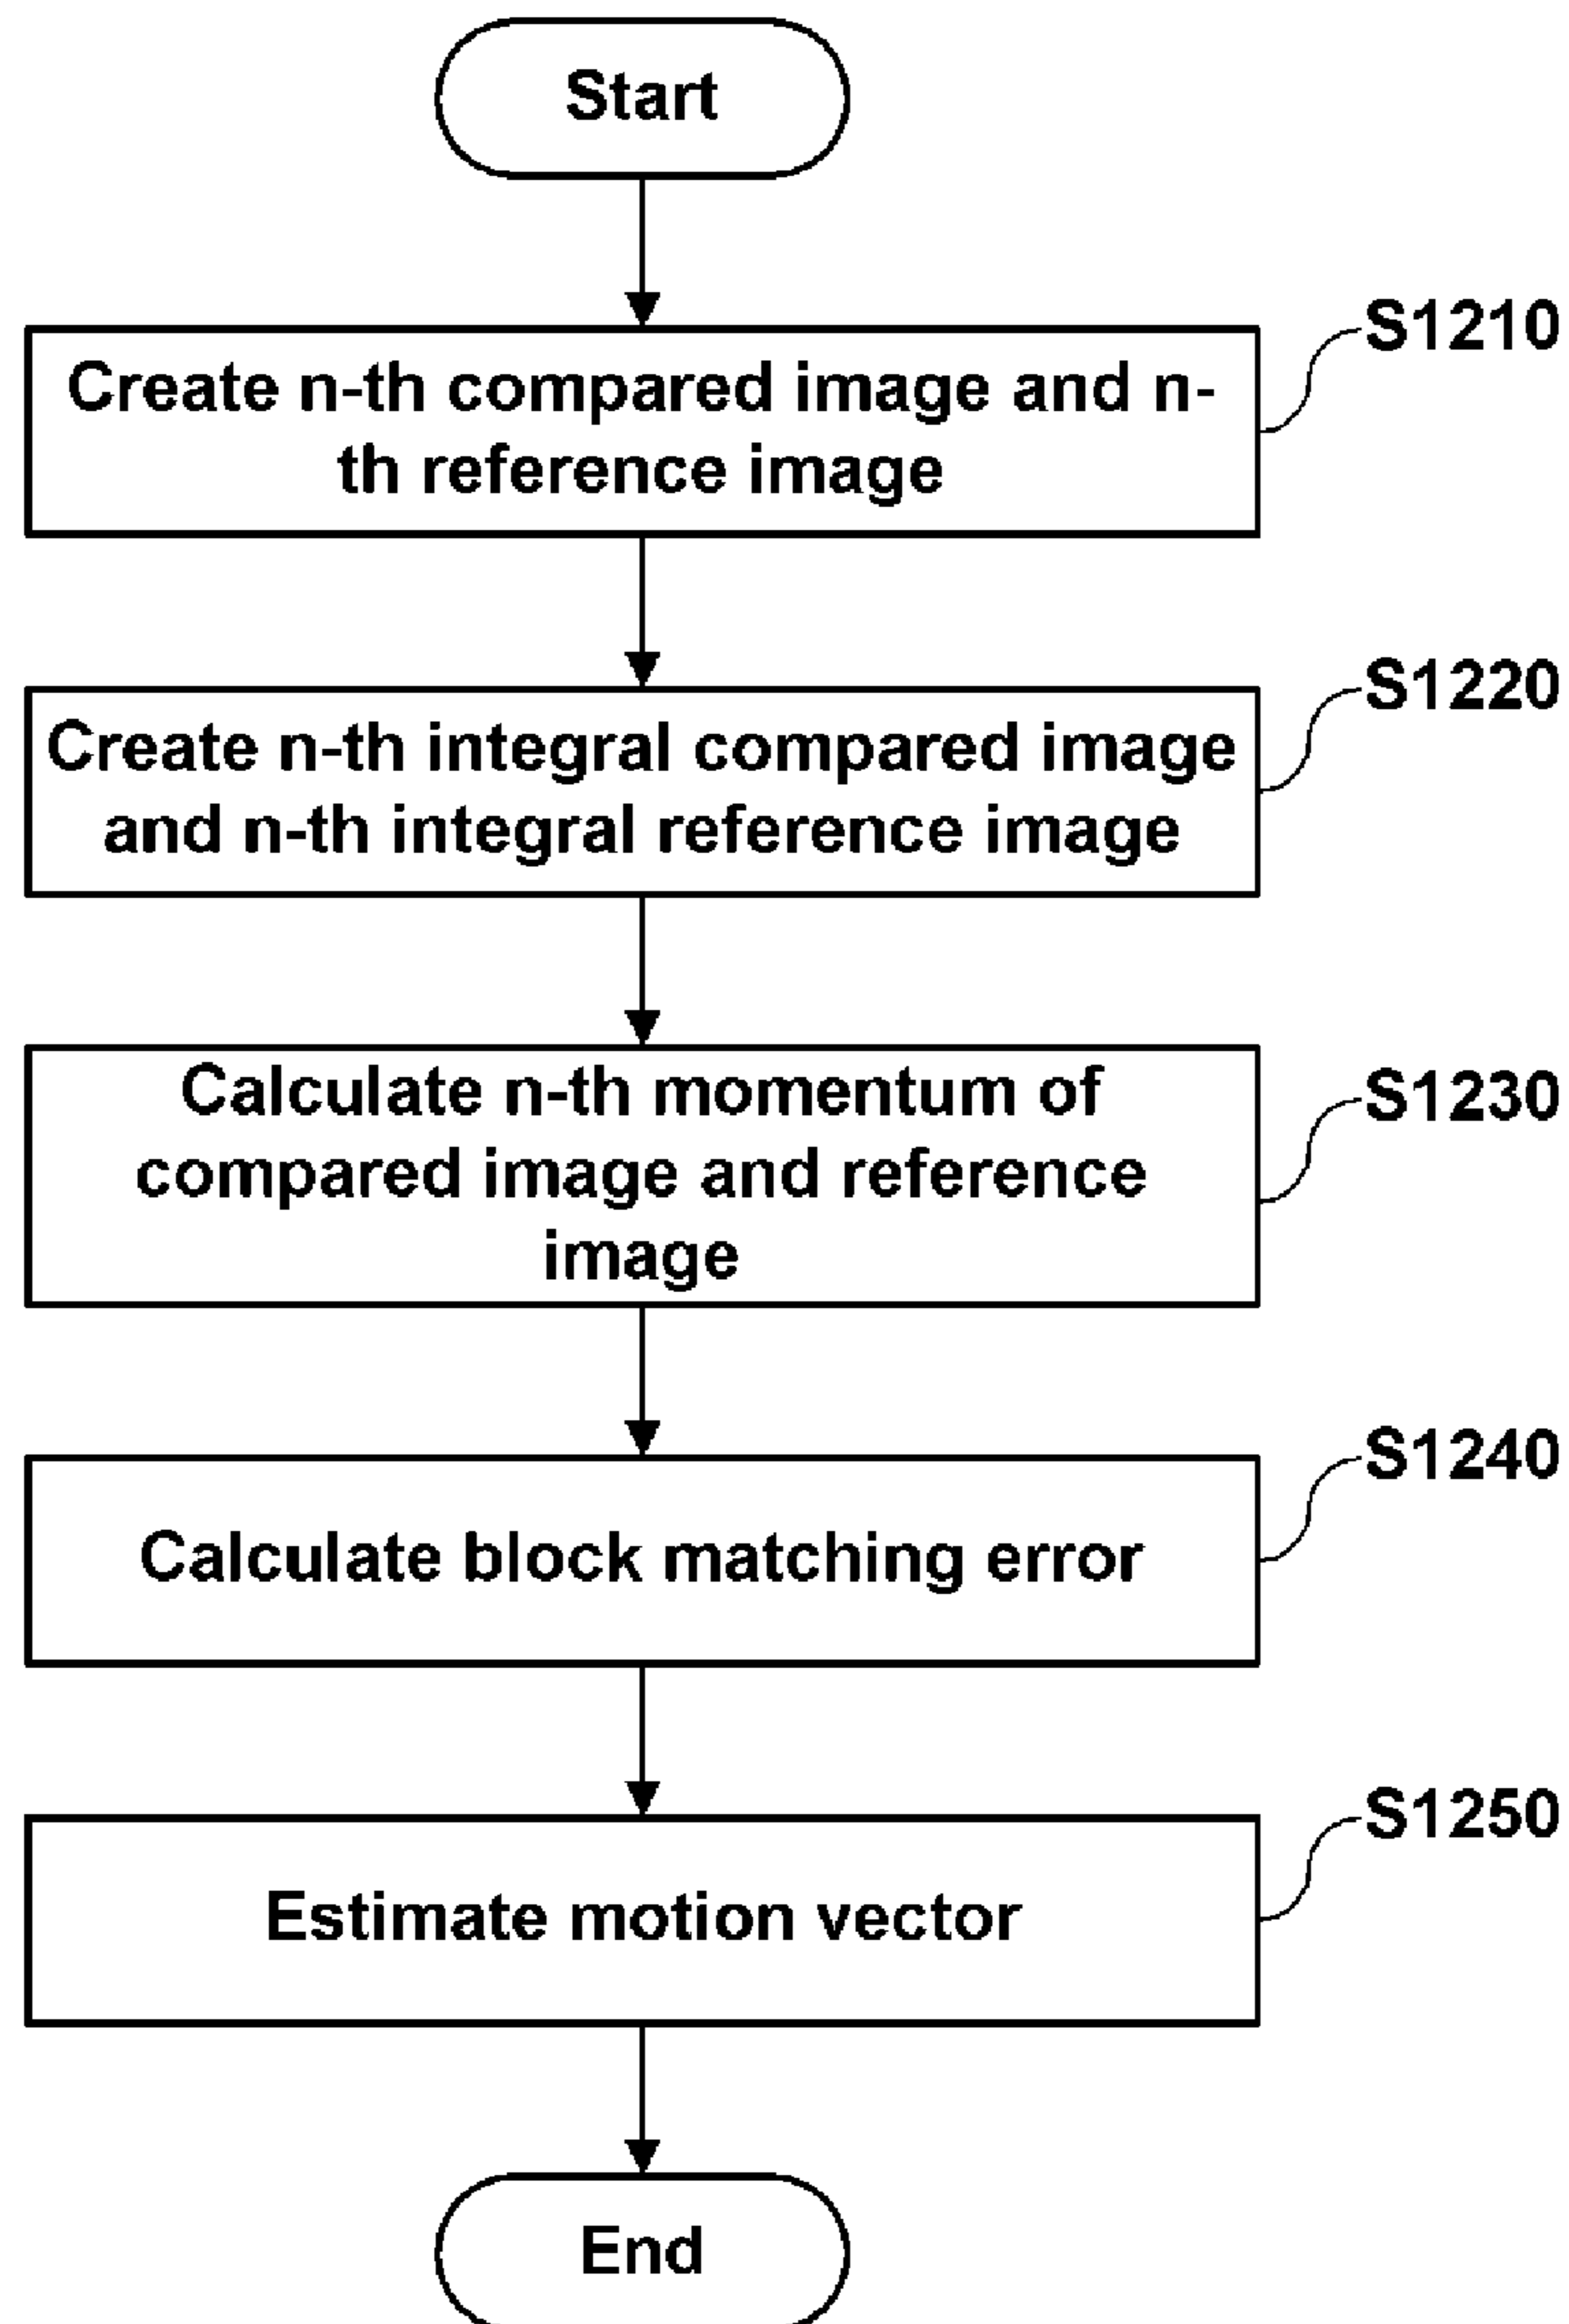 Start
S1210
Create n-th compared image and n-
th reference image
S1220
Create n-th integral compared image
and n-th integral reference image
S1230
Calculate n-th momentum of
compared image and reference
image
S1240
Calculate block matching error
S1250
Estimate motion vector
End